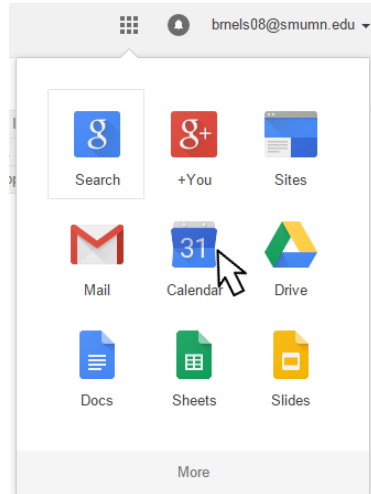 brnels08@smumn.edu
Search +You Sites
31
Mail Calendar Drive
Docs Sheets Slides
More